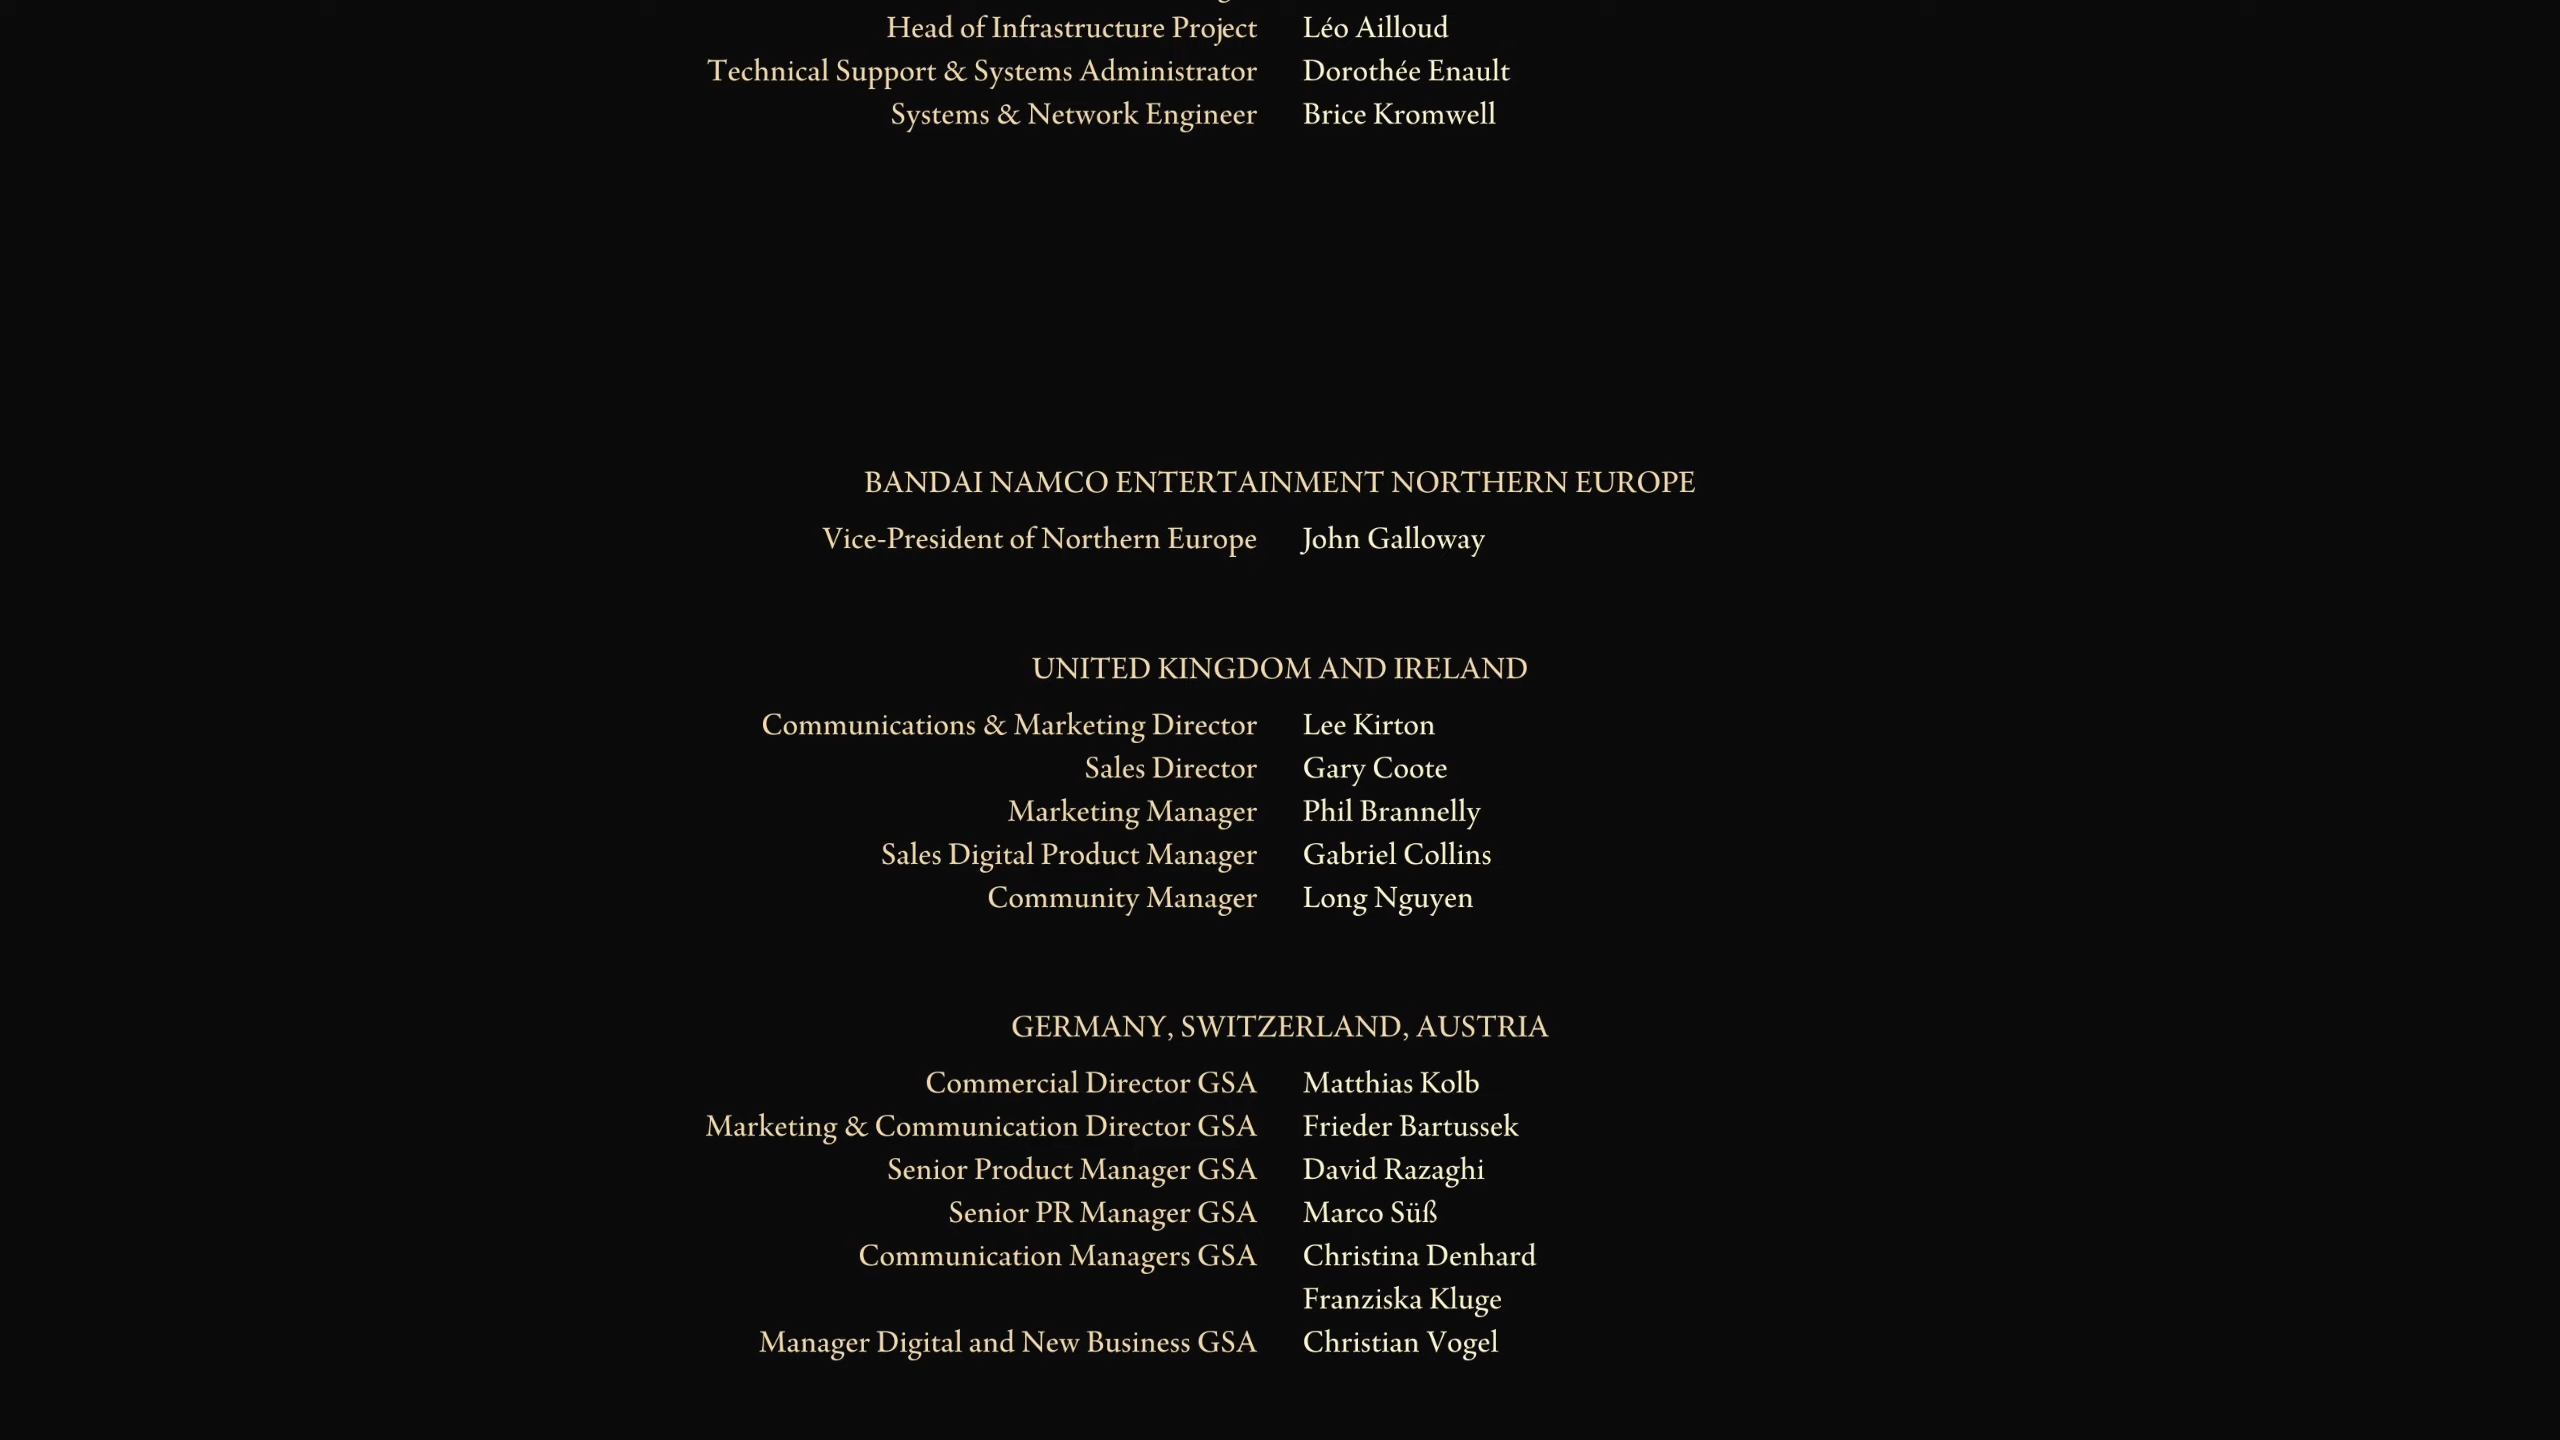 Head of Infrastructure Project Léo Ailloud
Technical Support & Systems Administrator Dorothée Enault
Systems & Network Engineer Brice Kromwell
BANDAI NAMCO ENTERTAINMENT NORTHERN EUROPE
Vice-President of Northern Europe John Galloway
UNITED KINGDOM AND IRELAND
Communications & Marketing Director Lee Kirton
Sales Director Gary Coote
Marketing Manager Phil Brannelly
Sales Digital Product Manager Gabriel Collins
Community Manager Long Nguyen
GERMANY, SWITZERLAND, AUSTRIA
Commercial Director GSA Matthias Kolb
Marketing & Communication Director GSA Frieder Bartussek
Senior Product Manager GSA David Razaghi
Senior PR Manager GSA Marco Süß
Communication Managers GSA Christina Denhard
Franziska Kluge
Manager Digital and New Business GSA Christian Vogel